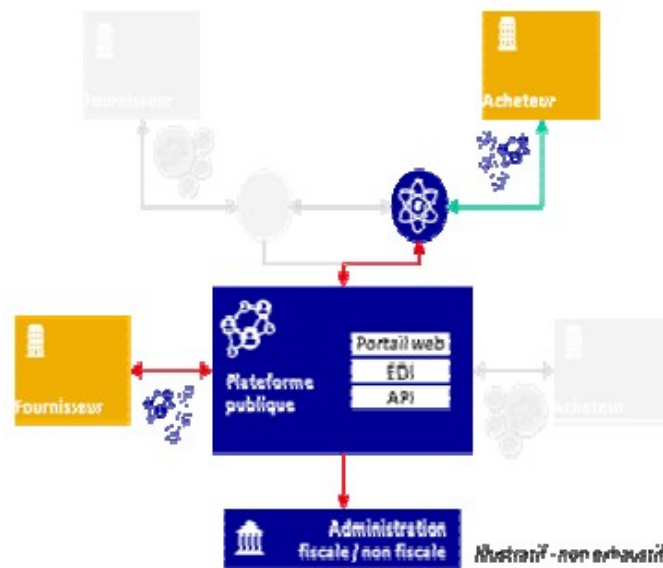 Fournisseur
Acheteur
Portail web
EDI
API
Plateforme
publique
Fournisseur
Acheteur
Administration
fiscale / non fiscale
Illustratif - non exhaustif